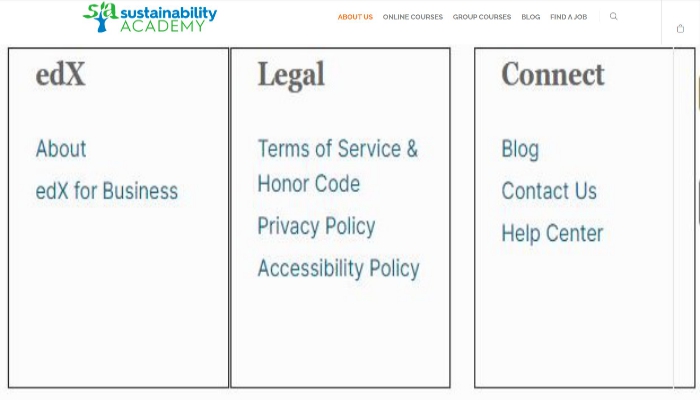 sa sustainability
ACADEMY
ABOUT US ONLINE COURSES GROUP COURSES BLOG FIND A JOB
edX
About
edX for Business
Legal
Terms of Service &
Honor Code
Privacy Policy
Accessibility Policy
Connect
Blog
Contact Us
Help Center